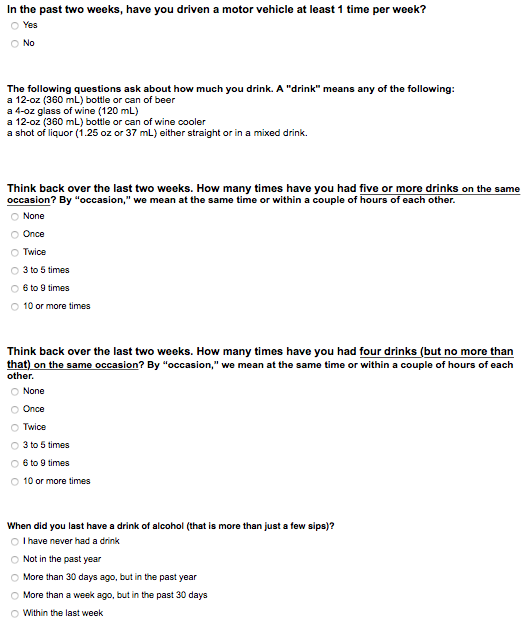 In the past two weeks, have you driven a motor vehicle at least 1 time per week?
Yes
No
The following questions ask about how much you drink. A "drink" means any of the following:
a 12-oz (360 mL) bottle or can of beer
a 4-oz glass of wine (120 mL)
a 12-oz (360 mL) bottle or can of wine cooler
a shot of liquor (1.25 oz or 37 mL) either straight or in a mixed drink.
Think back over the last two weeks. How many times have you had five or more drinks on the same
occasion? By "occasion," we mean at the same time or within a couple of hours of each other.
None
Once
Twice
3 to 5 times
6 to 9 times
10 or more times
Think back over the last two weeks. How many times have you had four drinks (but no more than
that) on the same occasion? By "occasion," we mean at the same time or within a couple of hours of each
other.
None
Once
Twice
3 to 5 times
6 to 9 times
10 or more times
When did you last have a drink of alcohol (that is more than just a few sips)?
I have never had a drink
Not in the past year
More than 30 days ago, but in the past year
More than a week ago, but in the past 30 days
Within the last week